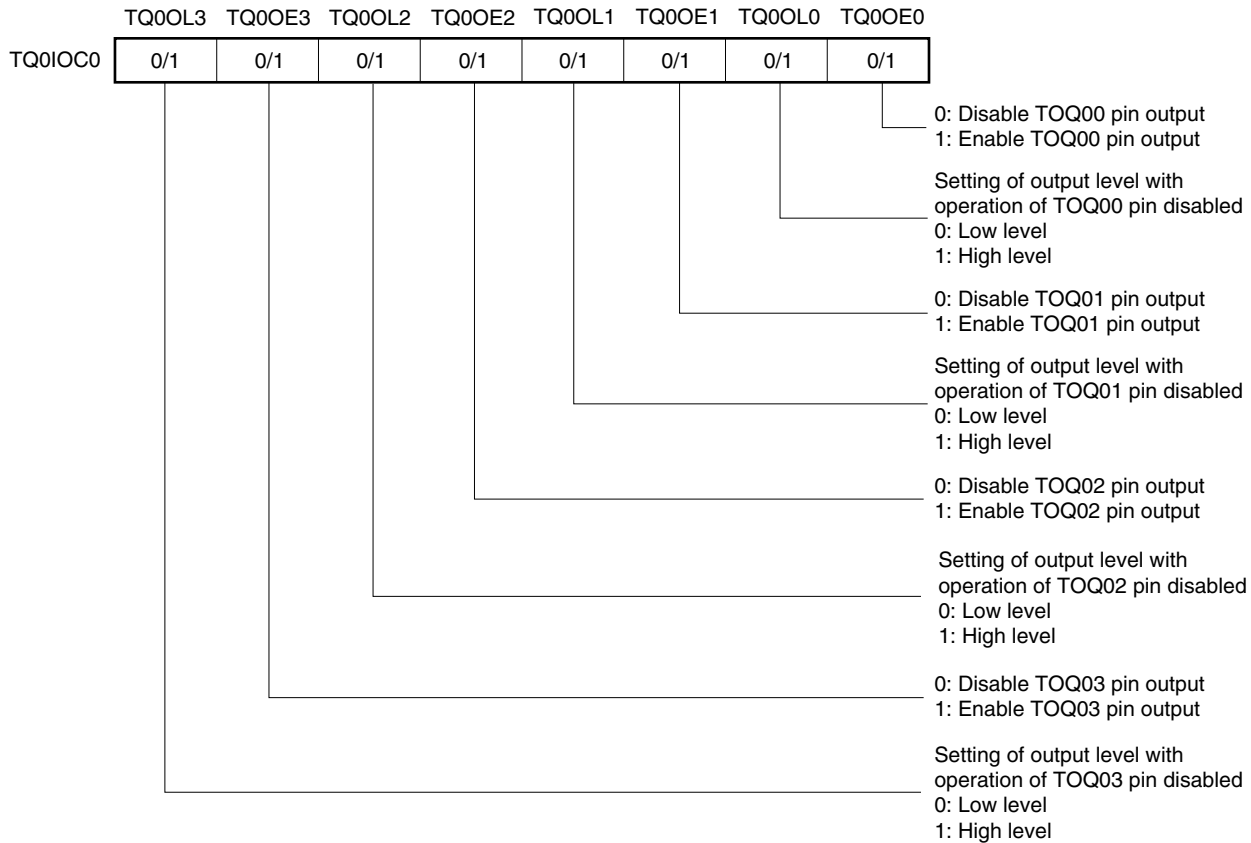 TQ0OL3 TQ0OE3 TQ0OL2 TQ0OE2 TQ0OL1 TQ0OE1 TQ0OL0 TQ0OE0
TQ0IOC0 0/1 0/1 0/1 0/1 0/1 0/1 0/1 0/1
0: Disable TOQ00 pin output
1: Enable TOQ00 pin output
Setting of output level with
operation of TOQ00 pin disabled
0: Low level
1: High level
0: Disable TOQ01 pin output
1: Enable TOQ01 pin output
Setting of output level with
operation of TOQ01 pin disabled
0: Low level
1: High level
0: Disable TOQ02 pin output
1: Enable TOQ02 pin output
Setting of output level with
operation of TOQ02 pin disabled
0: Low level
1: High level
0: Disable TOQ03 pin output
1: Enable TOQ03 pin output
Setting of output level with
operation of TOQ03 pin disabled
0: Low level
1: High level